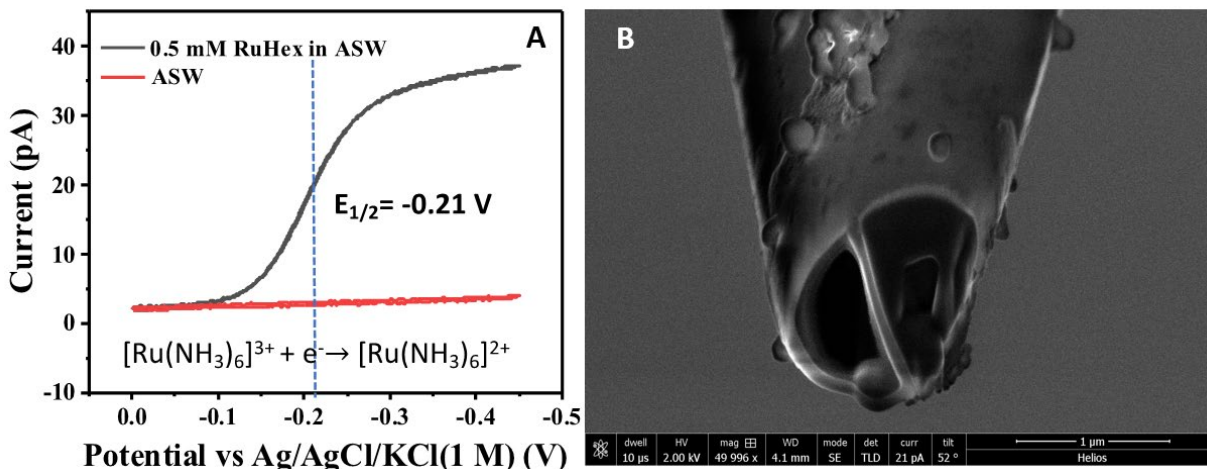 A
0.5 mM RuHex in ASW
ASW
E1/2= -0.21 V
[Ru(NH3)6]3+ + e-→ [Ru(NH3)6]2+
Current (pA)
40
30
20
10
0
-10
0.0 -0.1 -0.2 -0.3 -0.4 -0.5
Potential vs Ag/AgCl/KCl(1 M) (V)
B
dwell HV mag WD mode det curr tilt
10 µs 2.00 kV 49 996 x 4.1 mm SE TLD 21 pA 52 °
1 µm
Helios